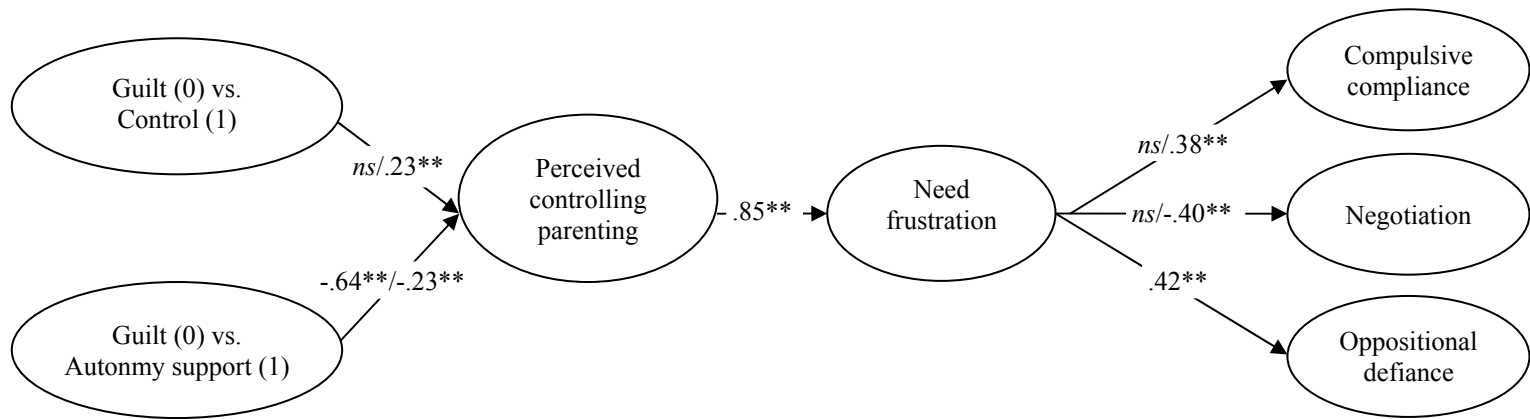 Guilt (0) vs.
Control (1)
ns/.23**
Guilt (0) vs.
Autonmy support (1)
-.64**/-.23**
Perceived
controlling
parenting
.85**
Need
frustration
ns/.38**
ns/-.40**
.42**
Compulsive
compliance
Negotiation
Oppositional
defiance